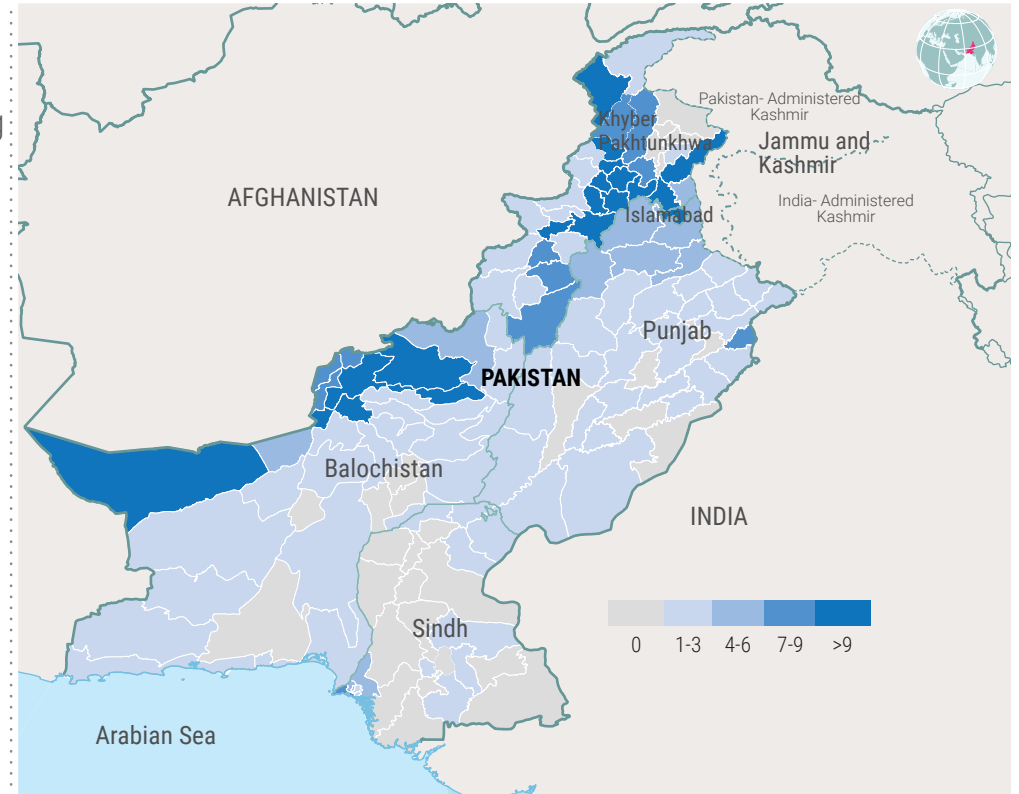 Pakistan- Administered
Kashmir
Khyber
Pakhtunkhwa
Jammu and
Kashmir
AFGHANISTAN
India- Administered
Kashmir
Islamabad
Punjab
PAKISTAN
Balochistan
INDIA
0 1-3 4-6 7-9 >9
Sindh
Arabian Sea